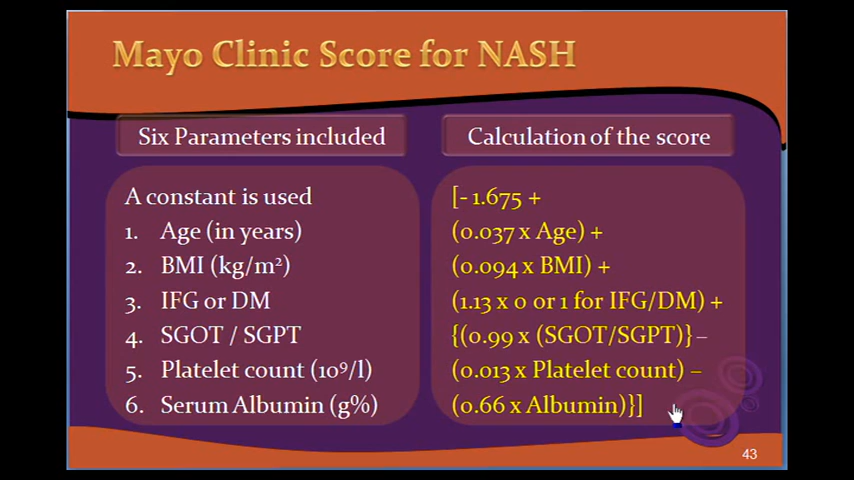 Mayo Clinic Score for NASH
Six Parameters included
A constant is used
1. Age (in years)
2. BMI (kg/m²)
3. IFG or DM
4. SGOT / SGPT
5. Platelet count (10⁹/l)
6. Serum Albumin (g%)
Calculation of the score
[- 1.675 +
(0.037 x Age) +
(0.094 x BMI) +
(1.13 x 0 or 1 for IFG/DM) +
{(0.99 x (SGOT/SGPT)} –
(0.013 x Platelet count) –
(0.66 x Albumin)}]
43